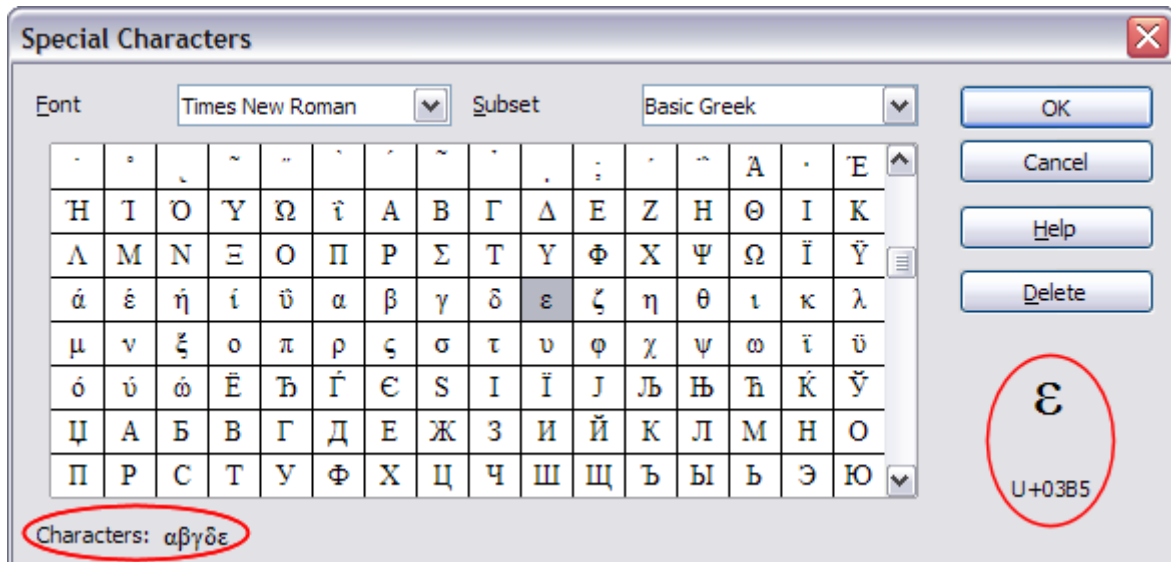 Special Characters
Font Times New Roman Subset Basic Greek OK
Cancel
Help
Delete
΄ Ά · Έ
Ή Ί Ό Ύ Ώ ΐ Α Β Γ Δ Ε Ζ Η Θ Ι Κ
Λ Μ Ν Ξ Ο Π Ρ Σ Τ Υ Φ Χ Ψ Ω Ϊ Ϋ
ά έ ή ί ΰ α β γ δ ε ζ η θ ι κ λ
μ ν ξ ο π ρ ς σ τ υ φ χ ψ ω ϊ ϋ
ό ύ ώ Ё Ђ Ѓ Є Ѕ І Ї Ј Љ Њ Ћ Ќ Ў
Џ А Б В Г Д Е Ж З И Й К Л М Н О
П Р С Т У Ф Х Ц Ч Ш Щ Ъ Ы Ь Э Ю
ε
U+03B5
Characters: αβγδε